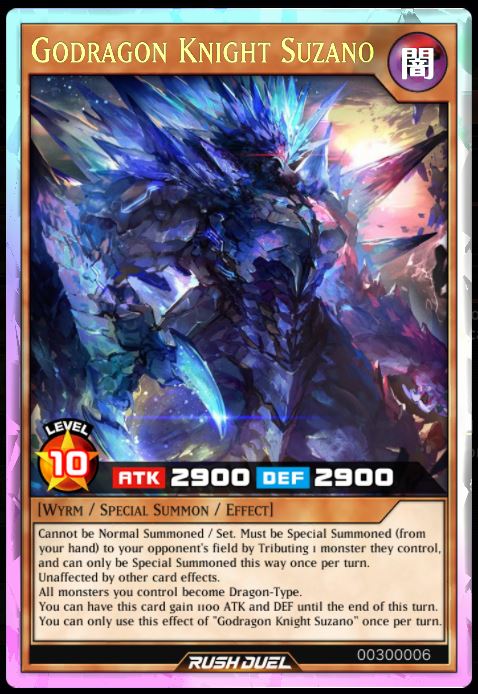 Godragon Knight Suzano
闇
LEVEL
10
ATK 2900 DEF 2900
[Wyrm / Special Summon / Effect]
Cannot be Normal Summoned / Set. Must be Special Summoned (from
your hand) to your opponent's field by Tributing 1 monster they control,
and can only be Special Summoned this way once per turn.
Unaffected by other card effects.
All monsters you control become Dragon-Type.
You can have this card gain 1100 ATK and DEF until the end of this turn.
You can only use this effect of "Godragon Knight Suzano" once per turn.
RUSH DUEL
00300006